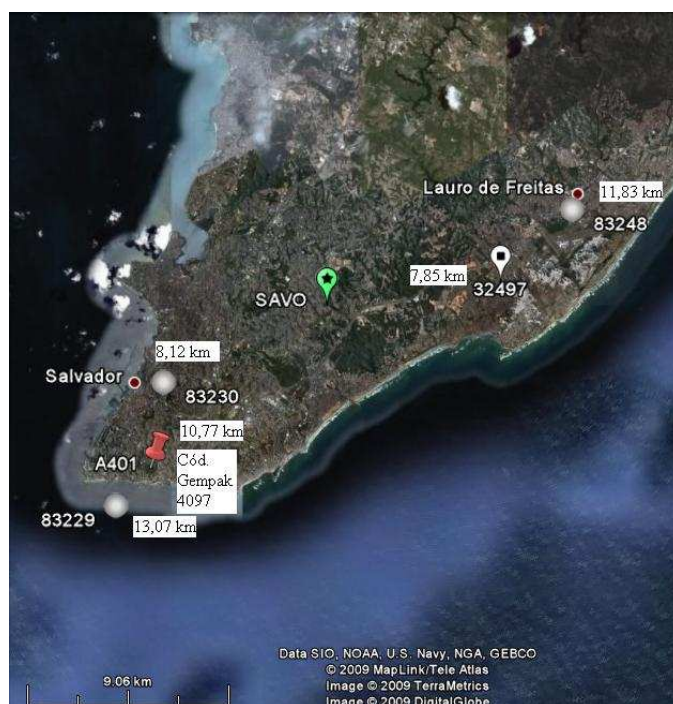 Lauro de Freitas
11,83 km
83248
7,85 km
32497
SAVO
8,12 km
Salvador
83230
10,77 km
A401
Cód.
Gempak
4097
83229
13,07 km
Data SIO, NOAA, U.S. Navy, NGA, GEBCO
© 2009 MapLink/Tele Atlas
9.06 km
Image © 2009 TerraMetrics
Image © 2009 DigitalGlobe